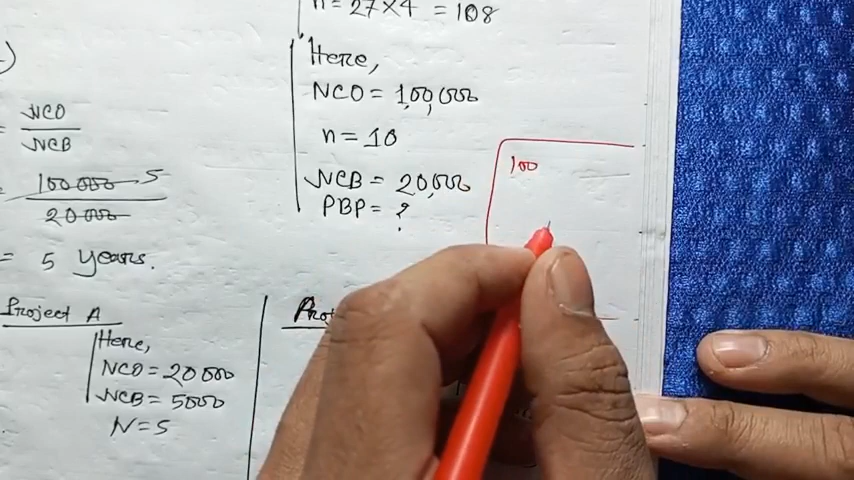 n = 27 × 4 = 108
)
Here,
NCO = 1,00,000
n = 10
NCB = 20,000
PBP = ?
= NCO
NCB
= 100000 5
20000
= 5 years.
100
Project A
Here,
NCO = 20000
NCB = 5000
N = 5